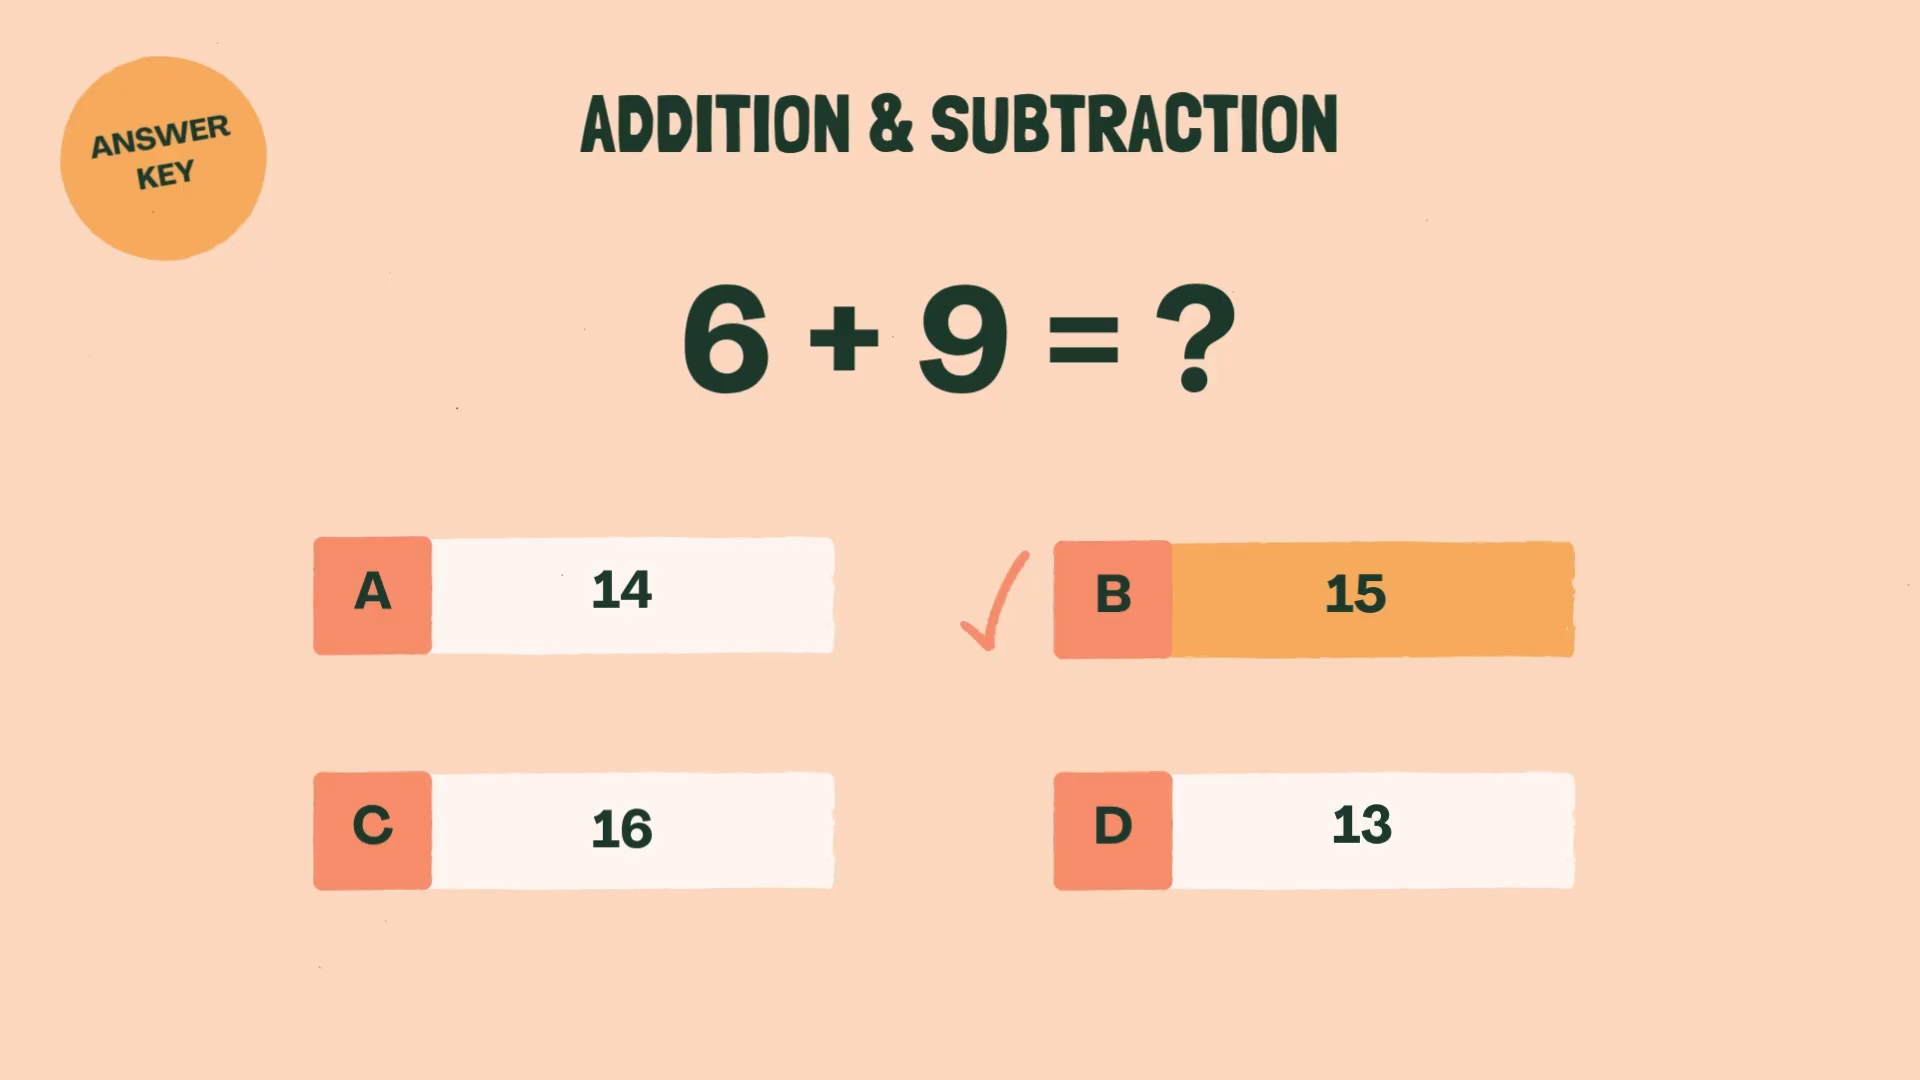 ANSWER
KEY
ADDITION & SUBTRACTION
6 + 9 = ?
A 14
B 15
C 16
D 13